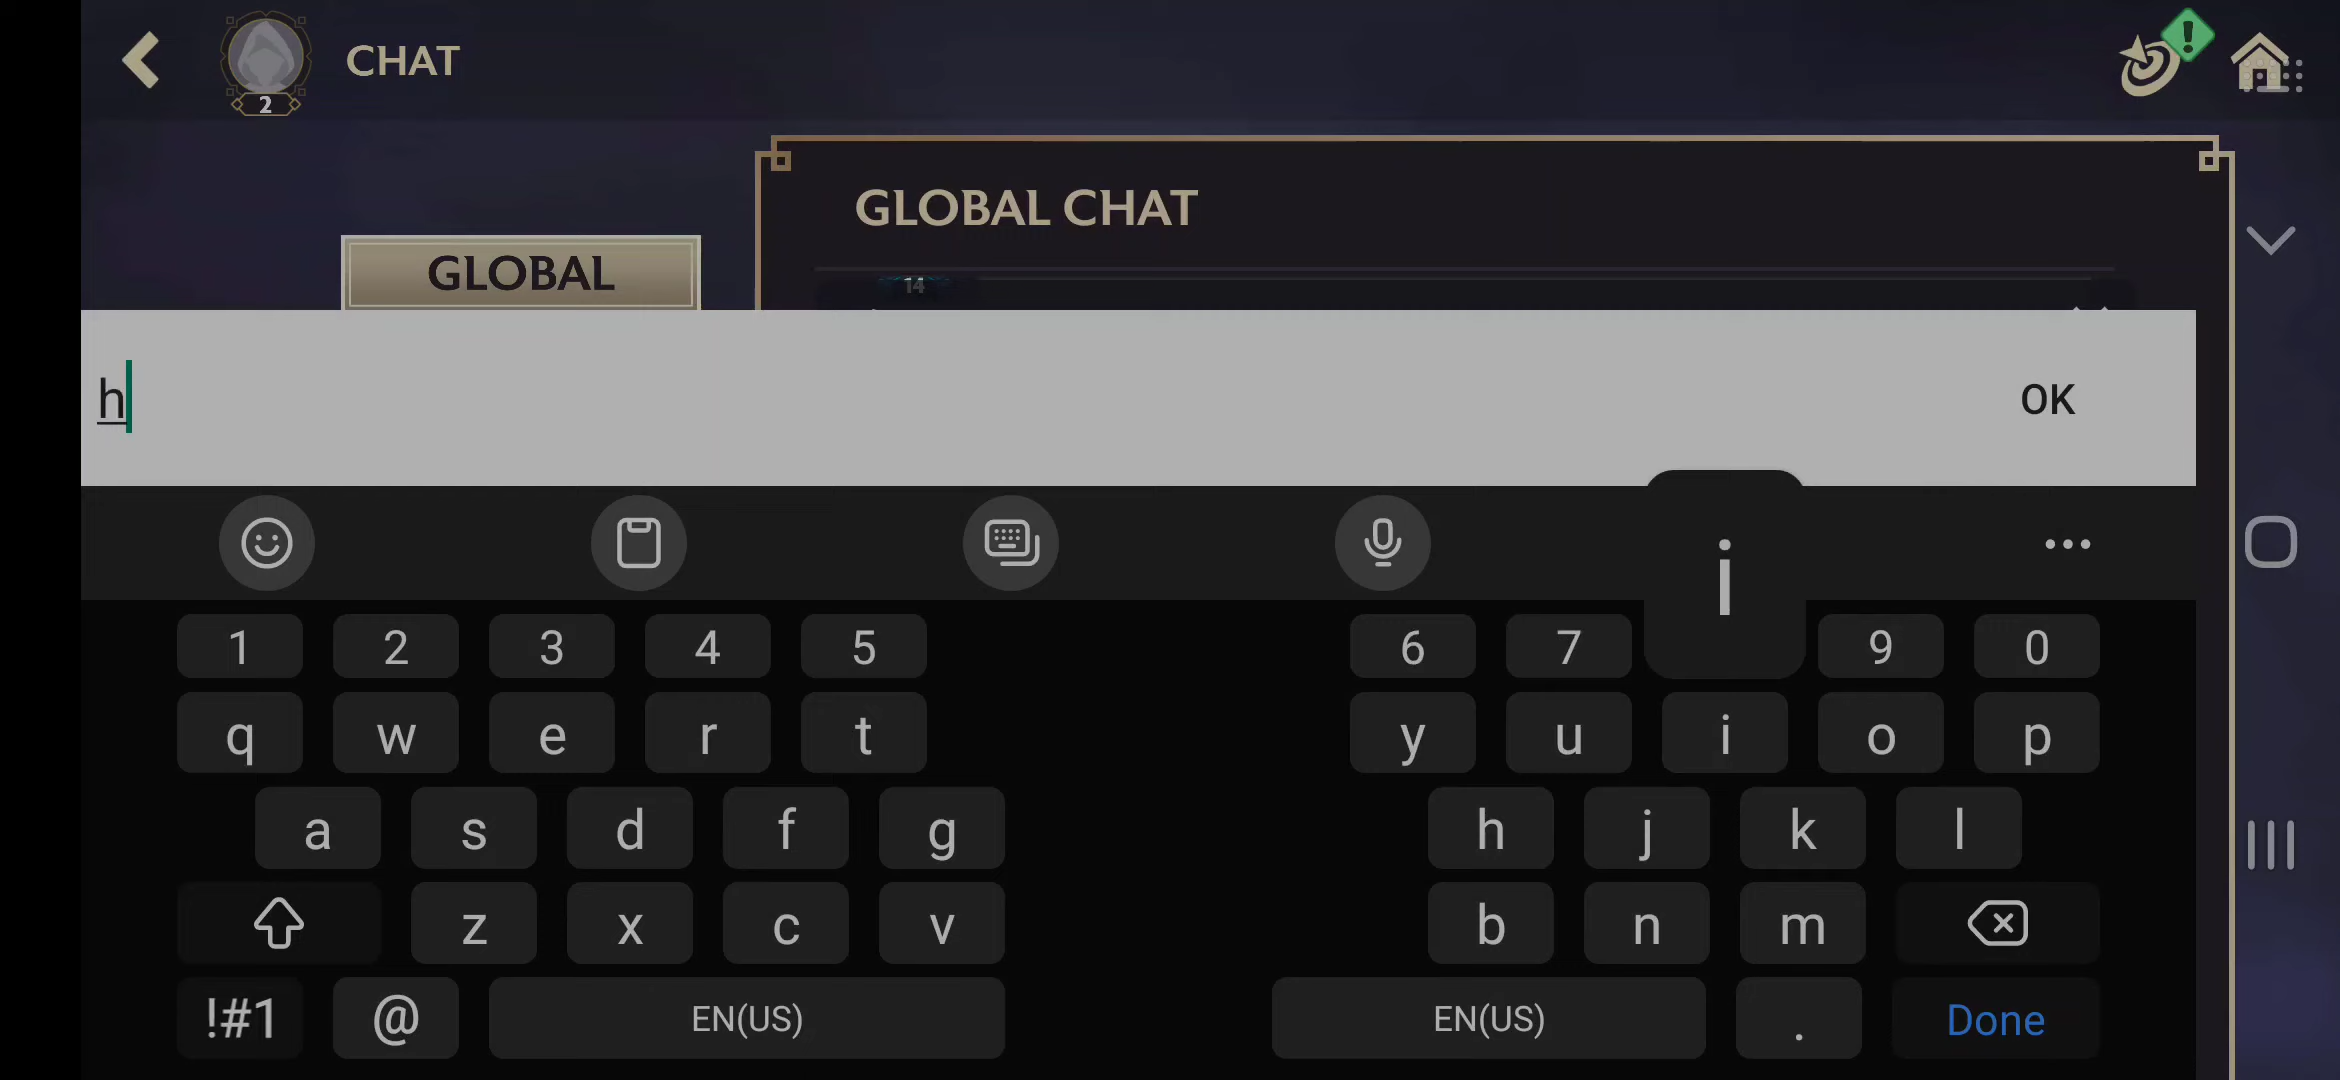 CHAT
2
!
GLOBAL CHAT
GLOBAL
14
h
OK
i
1 2 3 4 5 6 7 9 0
q w e r t y u i o p
a s d f g h j k l
z x c v b n m
!#1 @ EN(US) EN(US) . Done